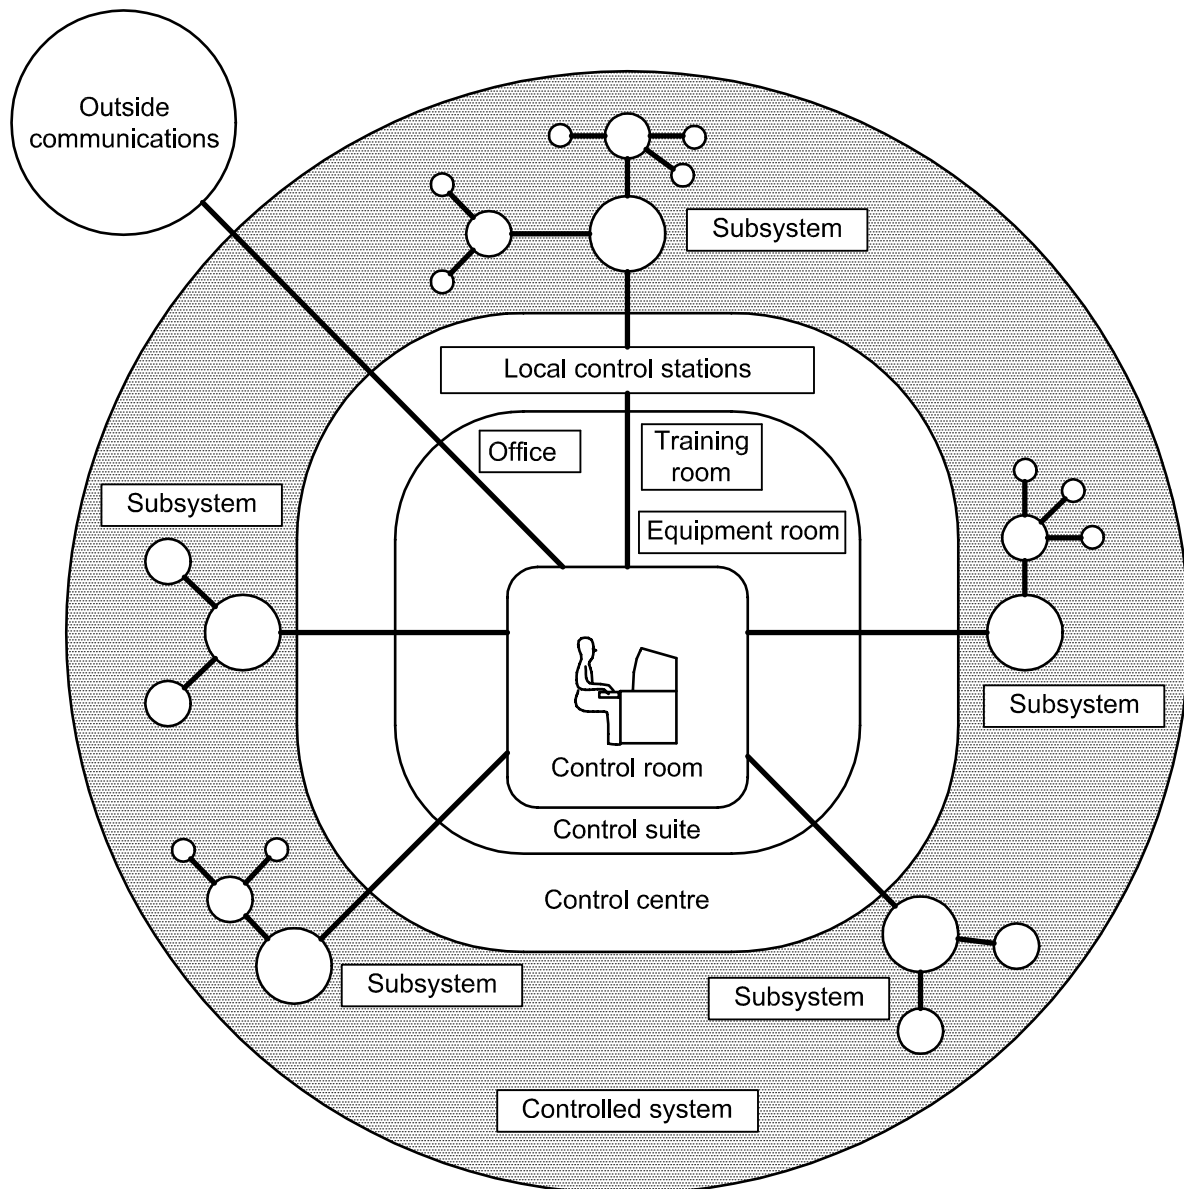 Outside
communications
Subsystem
Local control stations
Office
Training
room
Subsystem
Equipment room
Subsystem
Control room
Control suite
Control centre
Subsystem
Subsystem
Controlled system